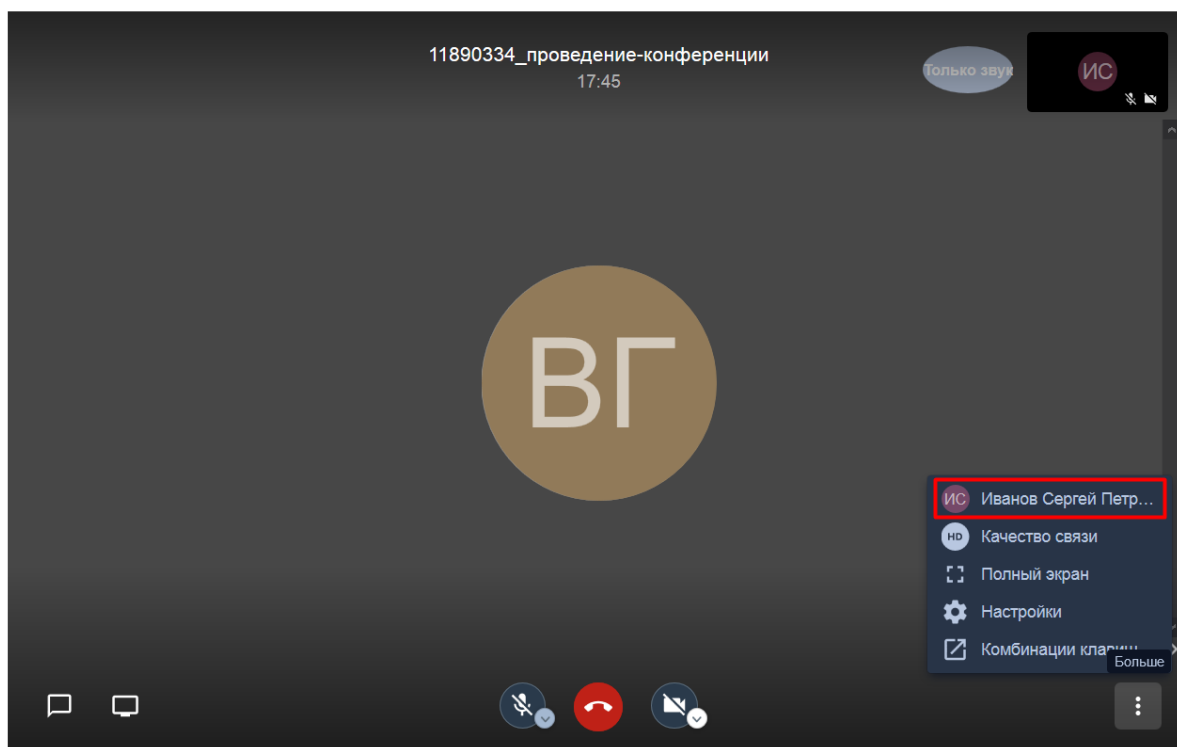 11890334_проведение-конференции
17:45
Только звук
ИС
ВГ
ИС Иванов Сергей Петр...
HD Качество связи
Полный экран
Настройки
Комбинации клавиш
Больше